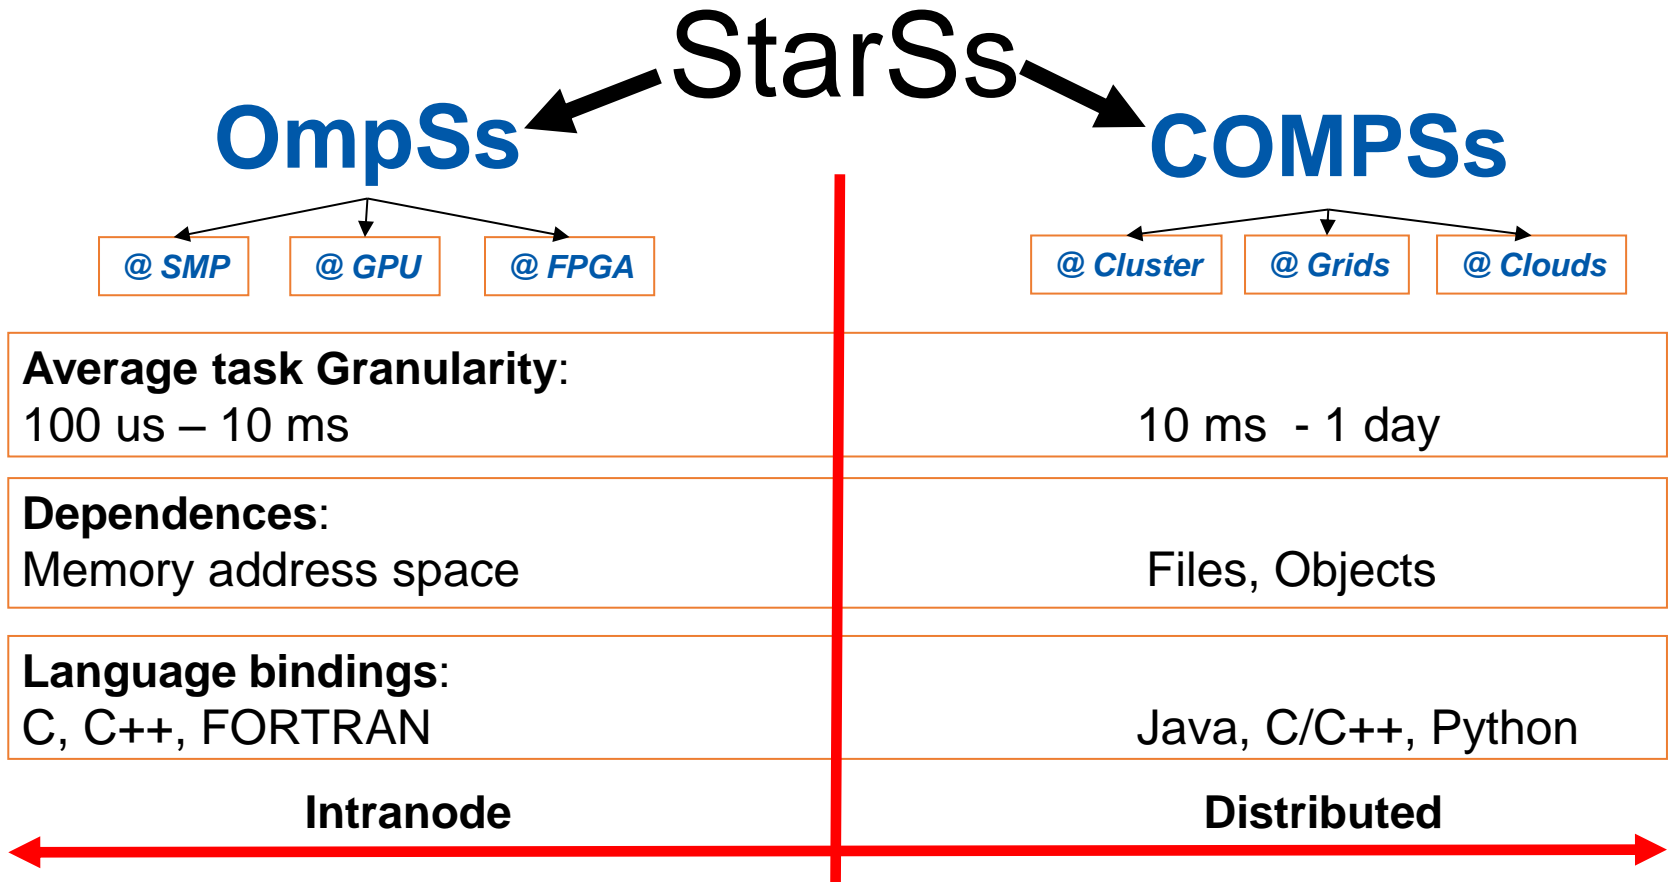 StarSs
OmpSs
COMPSs
@ SMP
@ GPU
@ FPGA
@ Cluster
@ Grids
@ Clouds
Average task Granularity:
100 us – 10 ms
10 ms - 1 day
Dependences:
Memory address space
Files, Objects
Language bindings:
C, C++, FORTRAN
Java, C/C++, Python
Intranode
Distributed